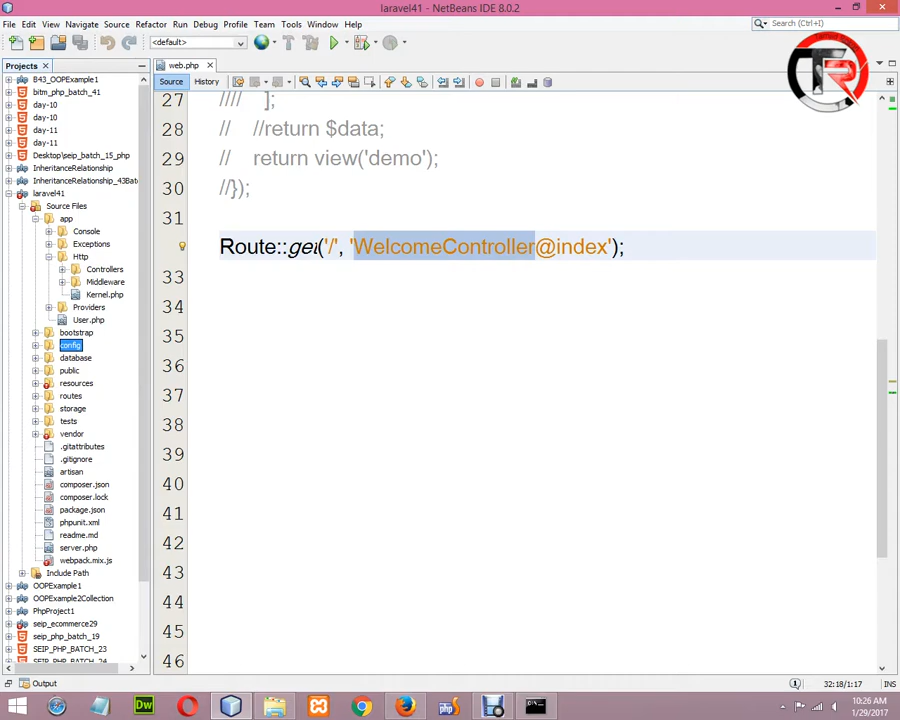 laravel41 - NetBeans IDE 8.0.2
File Edit View Navigate Source Refactor Run Debug Profile Team Tools Window Help
Search (Ctrl+I)
<default>
Projects
web.php
Source History
B43_OOPExample1
bitm_php_batch_41
day-10
day-10
day-11
day-11
Desktop\seip_batch_15_php
InheritanceRelationship
InheritanceRelationship_43Bat
laravel41
Source Files
app
Console
Exceptions
Http
Controllers
Middleware
Kernel.php
Providers
User.php
bootstrap
config
database
public
resources
routes
storage
tests
vendor
.gitattributes
.gitignore
artisan
composer.json
composer.lock
package.json
phpunit.xml
readme.md
server.php
webpack.mix.js
Include Path
OOPExample1
OOPExample2Collection
PhpProject1
seip_ecommerce29
seip_php_batch_19
SEIP_PHP_BATCH_23
SEIP_PHP_BATCH_24
27 //// ];
28 // //return $data;
29 // return view('demo');
30 //});
31
Route::get('/', 'WelcomeController@index');
33
34
35
36
37
38
39
40
41
42
43
44
45
46
TR
Output
32:18/1:17 INS
Dw
php
10:26 AM
1/29/2017